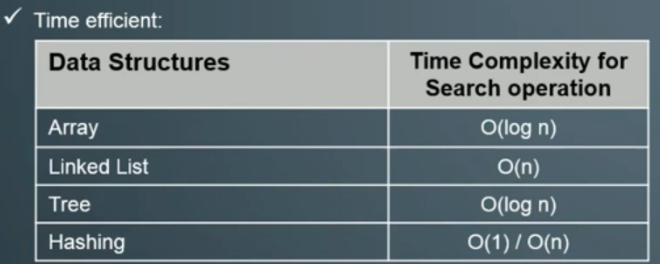 ✓ Time efficient:
Data Structures Time Complexity for
Search operation
Array O(log n)
Linked List O(n)
Tree O(log n)
Hashing O(1) / O(n)